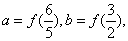 a = f(6/5), b = f(3/2),